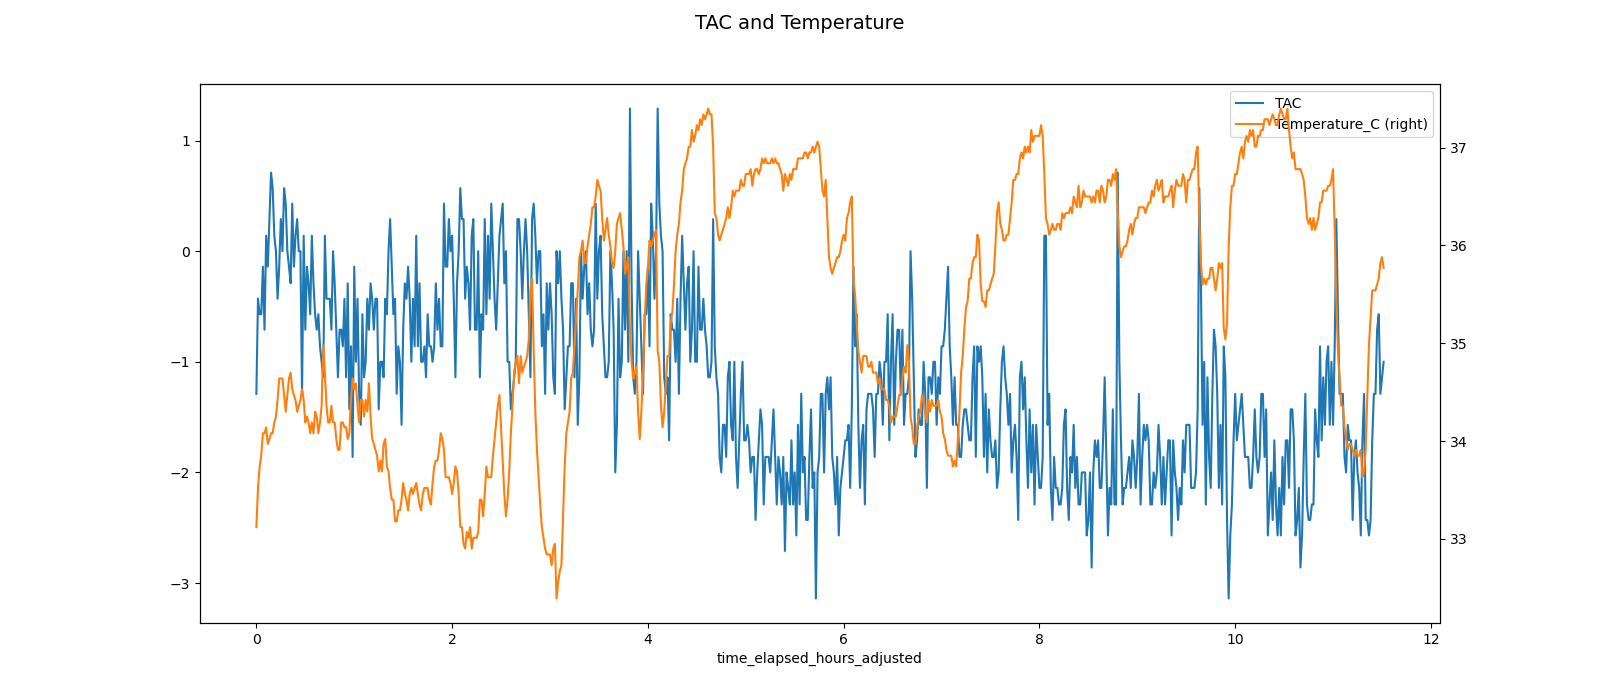 TAC and Temperature
TAC
Temperature_C (right)
1
0
−1
−2
−3
37
36
35
34
33
0 2 4 6 8 10 12
time_elapsed_hours_adjusted